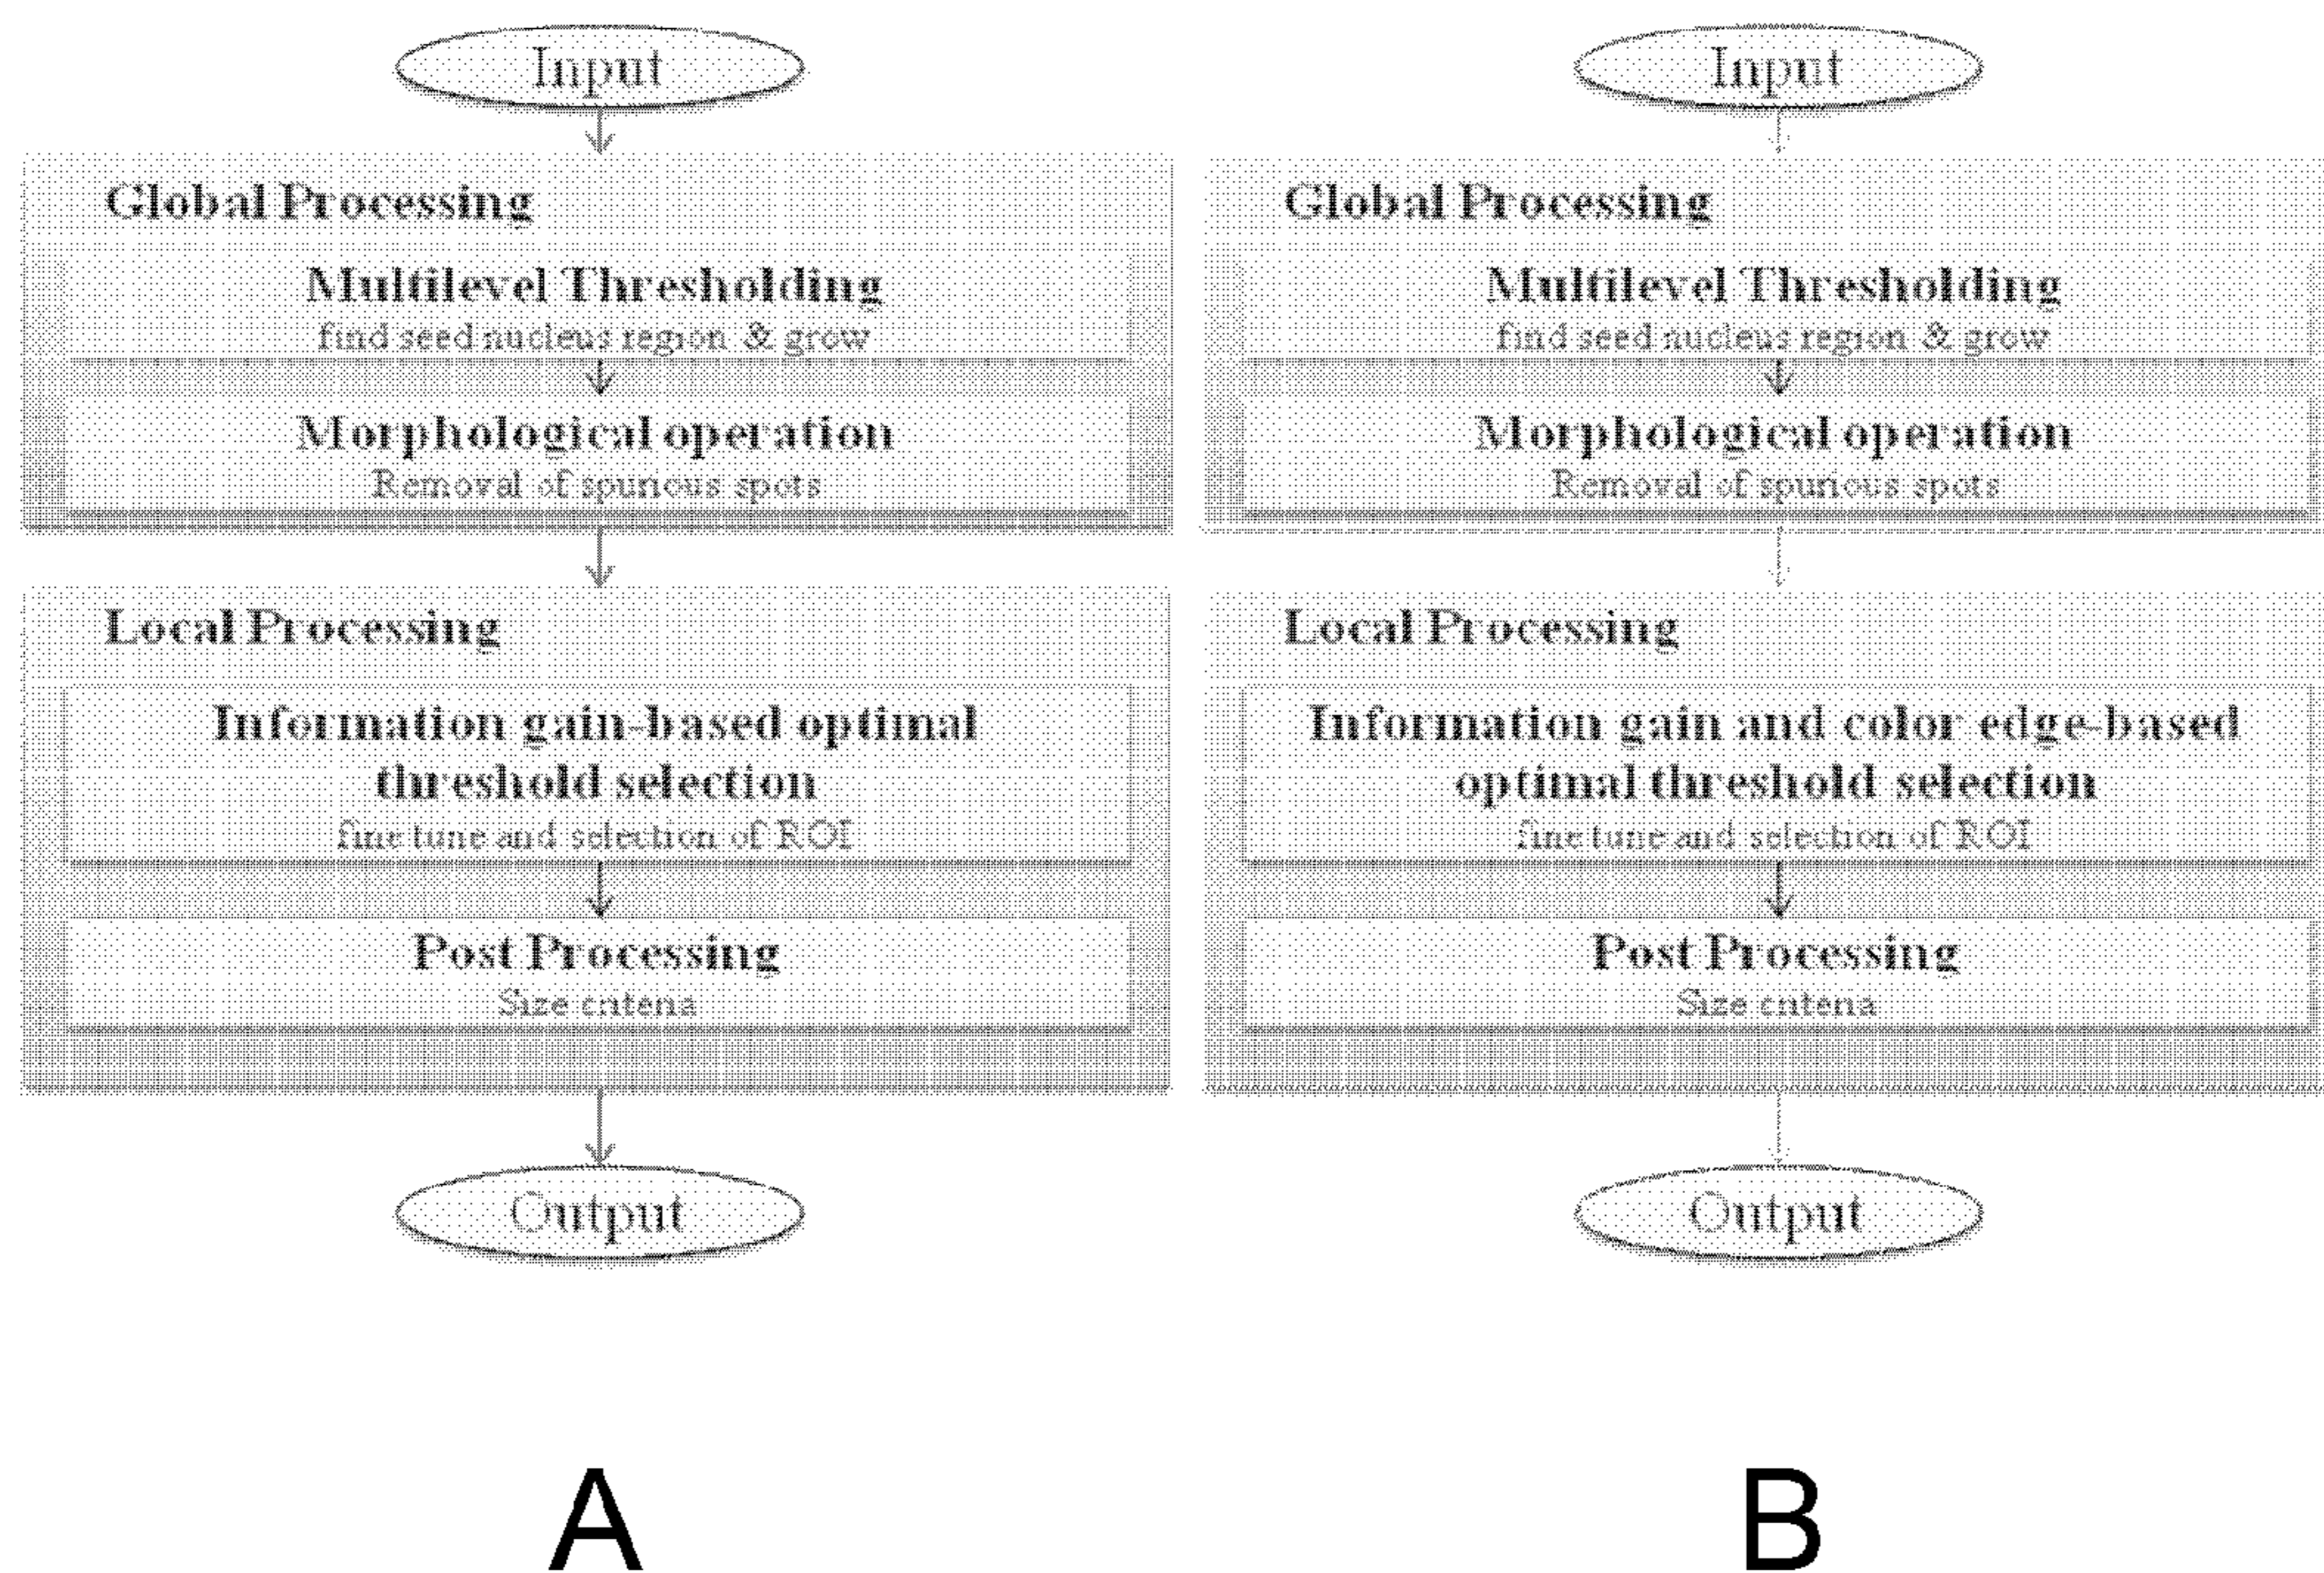 Input
Global Processing
Multilevel Thresholding
find seed nucleus region & grow
Morphological operation
Removal of spurious spots
Local Processing
Information gain-based optimal
threshold selection
fine tune and selection of ROI
Post Processing
Size criteria
Output
A
Input
Global Processing
Multilevel Thresholding
find seed nucleus region & grow
Morphological operation
Removal of spurious spots
Local Processing
Information gain and color edge-based
optimal threshold selection
fine tune and selection of ROI
Post Processing
Size criteria
Output
B